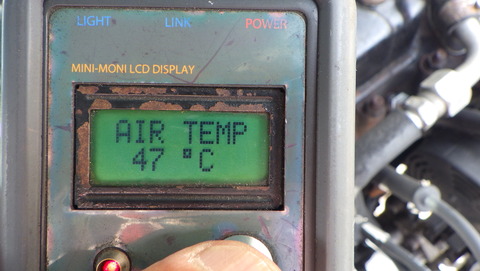 LIGHT LINK POWER
MINI-MONI LCD DISPLAY
AIR TEMP
47 °C